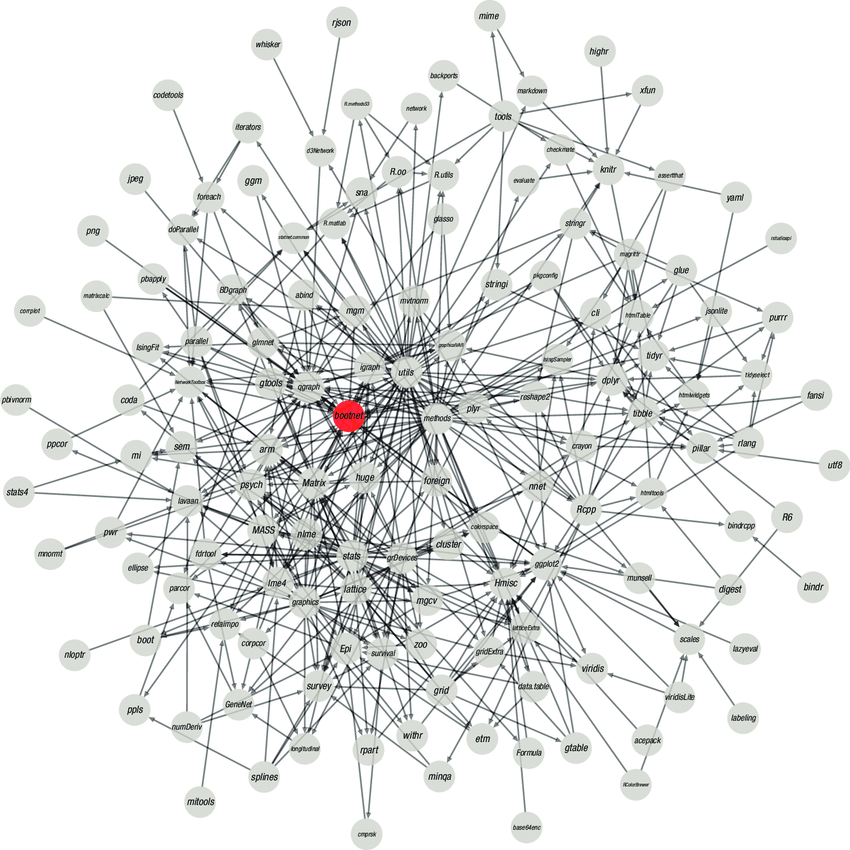 mime
rjson
whisker
highr
backports
codetools
markdown
xfun
R.methodsS3
network
tools
iterators
d3Network
checkmate
knitr
assertthat
jpeg
ggm
R.oo
R.utils
evaluate
foreach
sna
yaml
png
doParallel
statnet.common
R.matlab
glasso
stringr
rstudioapi
magrittr
pbapply
pkgconfig
glue
matrixcalc
BDgraph
abind
mgm
mvtnorm
stringi
corrplot
cli
htmlTable
jsonlite
purrr
IsingFit
parallel
glmnet
graphicalVAR
BiagSampler
tidyr
NetworkToolbox
gtools
qgraph
igraph
utils
dplyr
tidyselect
pbivnorm
coda
bootnet
methods
plyr
reshape2
htmlwidgets
fansi
tibble
ppcor
mi
sem
arm
crayon
pillar
rlang
utf8
stats4
lavaan
psych
Matrix
huge
foreign
nnet
htmltools
Rcpp
R6
mnormt
pwr
MASS
nlme
colorspace
bindrcpp
ellipse
fdrtool
stats
grDevices
cluster
ggplot2
bindr
parcor
lme4
lattice
Hmisc
munsell
digest
graphics
mgcv
nloptr
boot
relaimpo
corpcor
Epi
survival
zoo
latticeExtra
gridExtra
scales
lazyeval
viridis
ppls
numDeriv
GeneNet
survey
grid
data.table
viridisLite
labeling
longitudinal
rpart
withr
etm
Formula
gtable
acepack
mitools
splines
minqa
RColorBrewer
cmprsk
base64enc